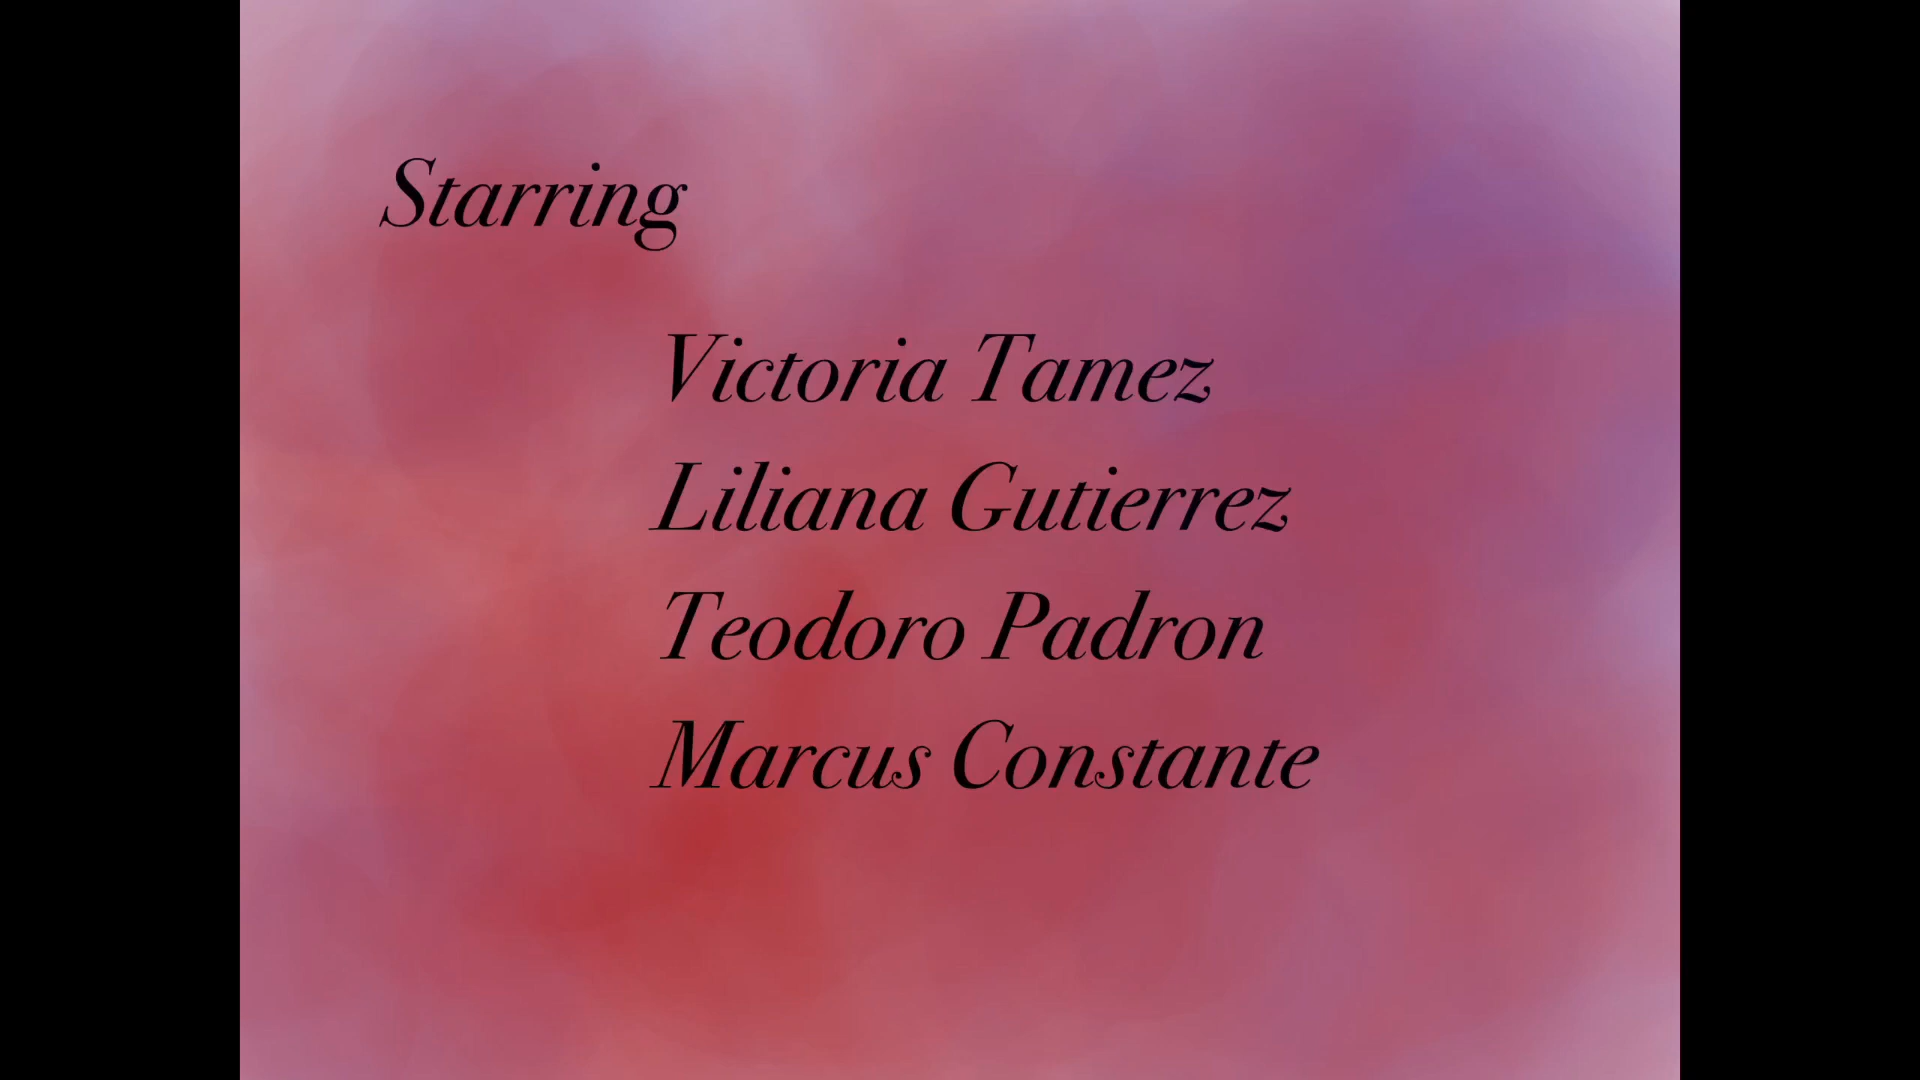 Starring
Victoria Tamez
Liliana Gutierrez
Teodoro Padron
Marcus Constante